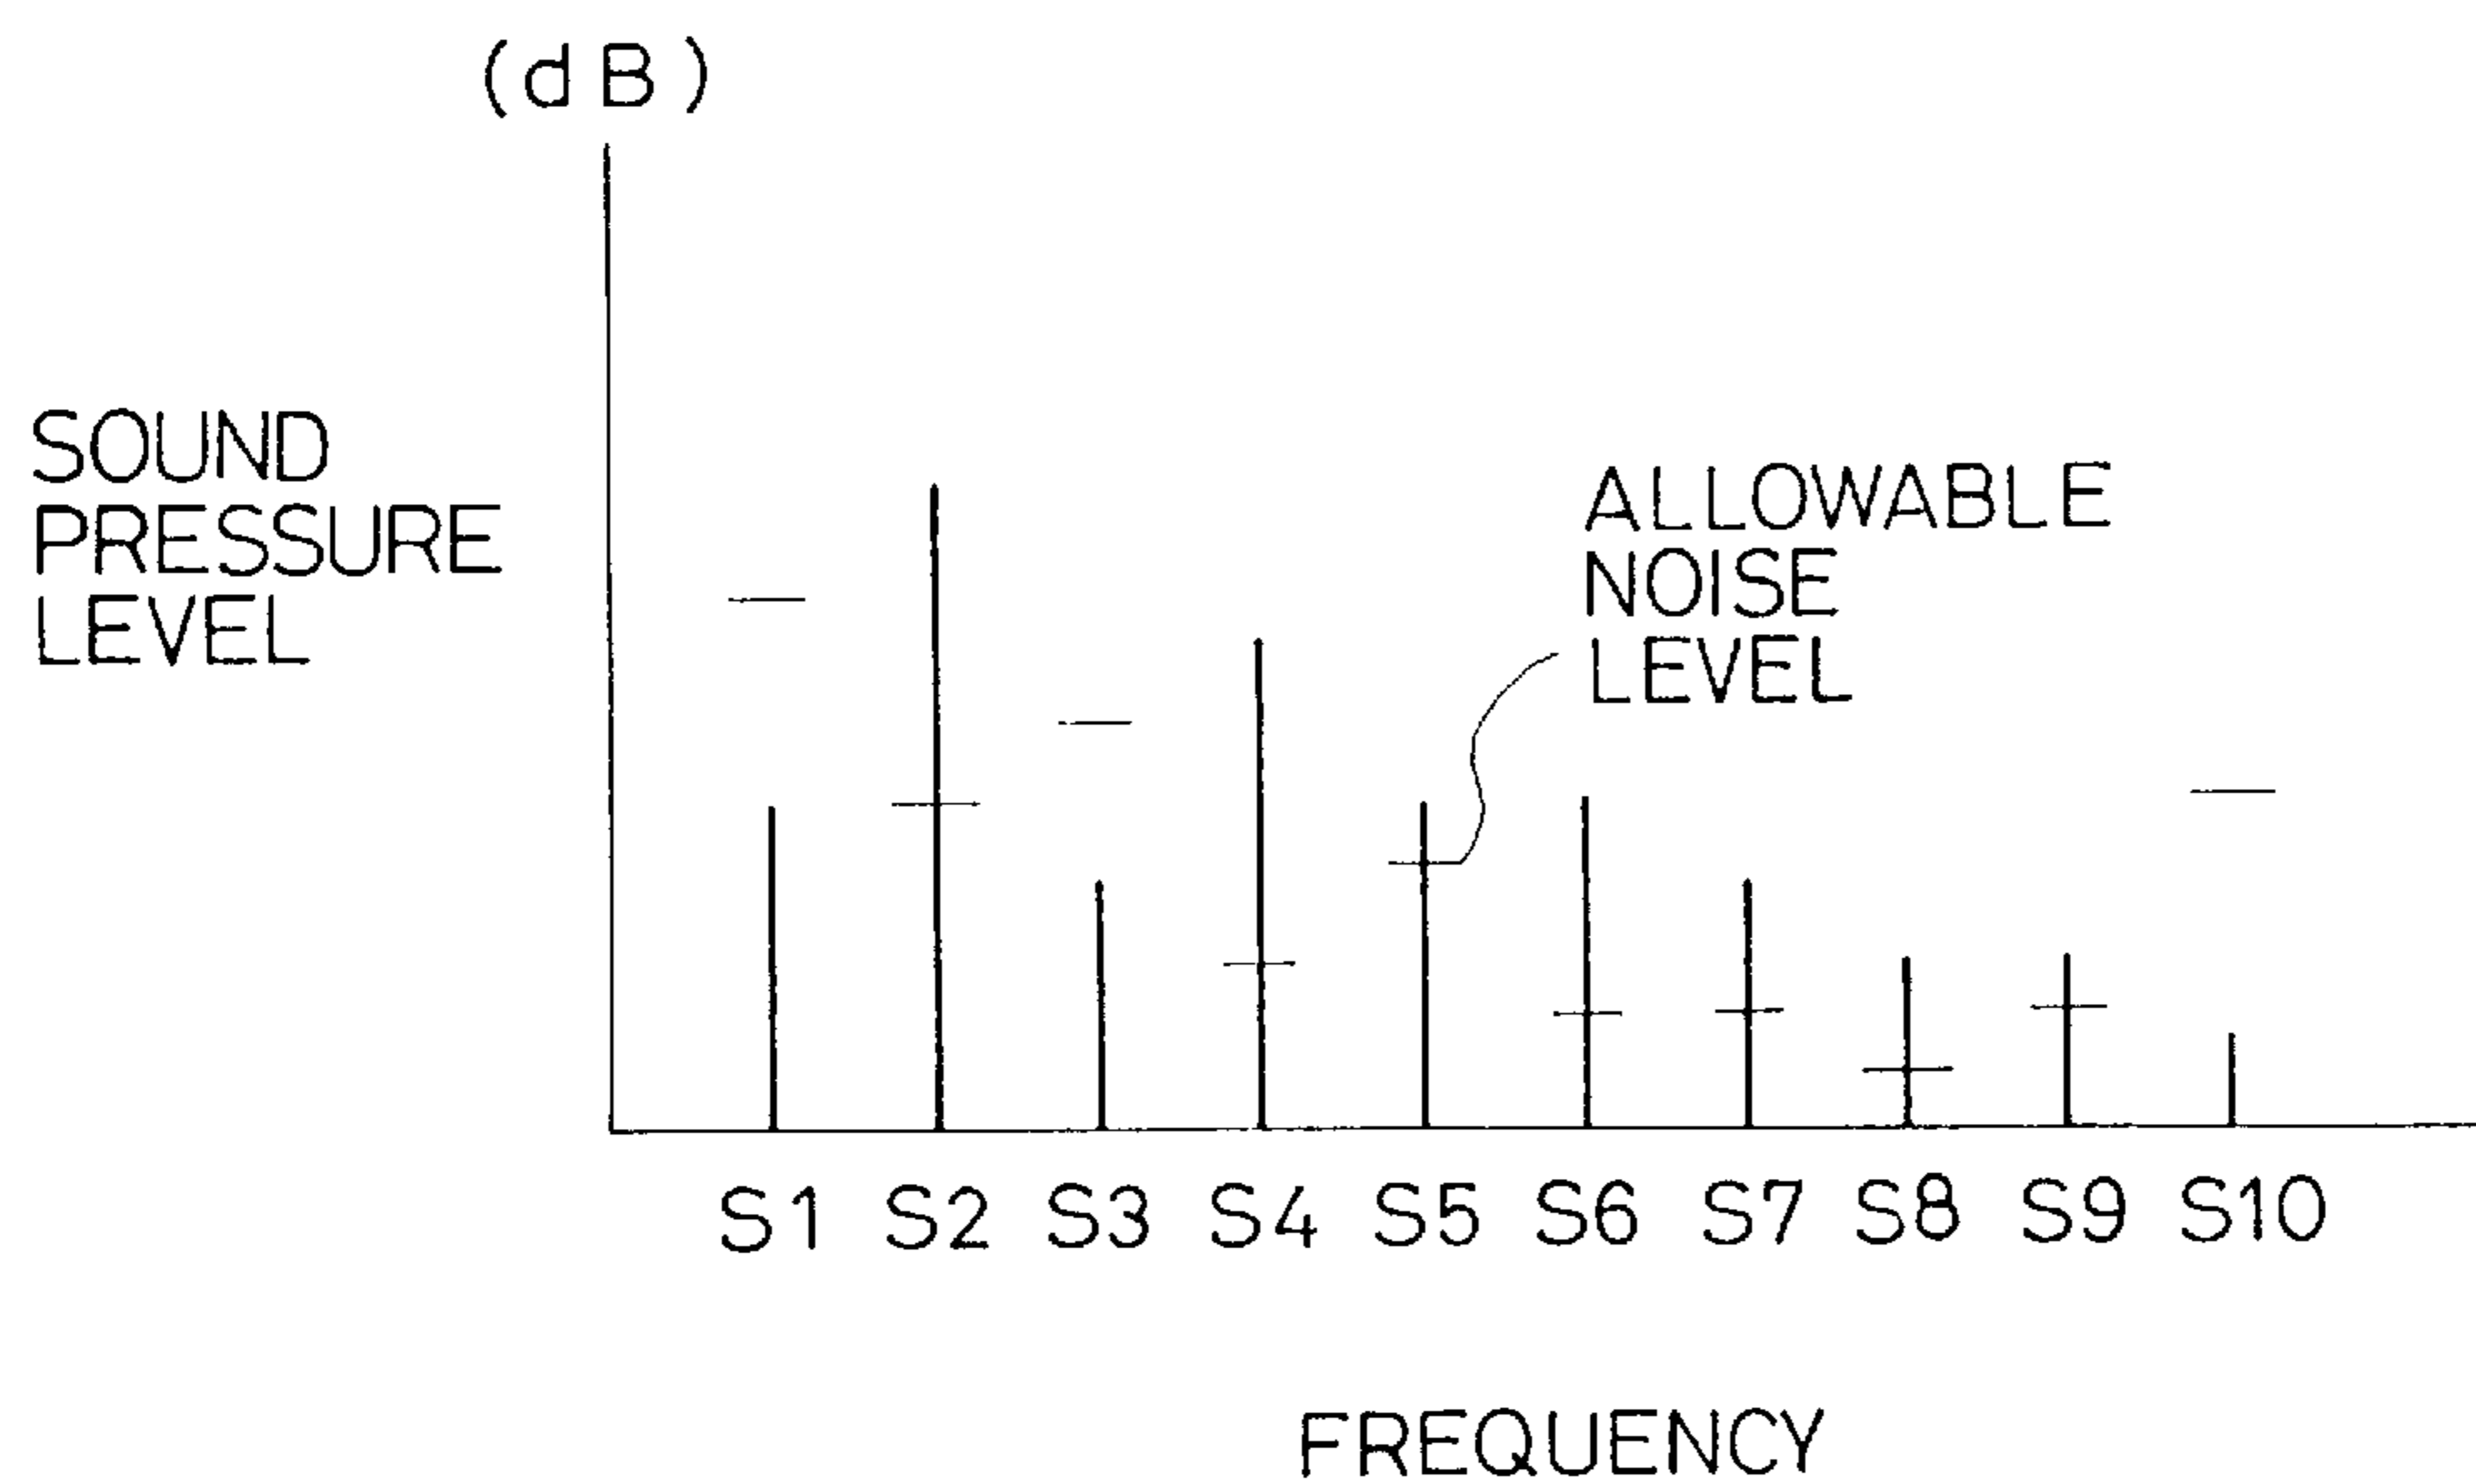 (dB)
SOUND
PRESSURE
LEVEL
ALLOWABLE
NOISE
LEVEL
S1 S2 S3 S4 S5 S6 S7 S8 S9 S10
FREQUENCY